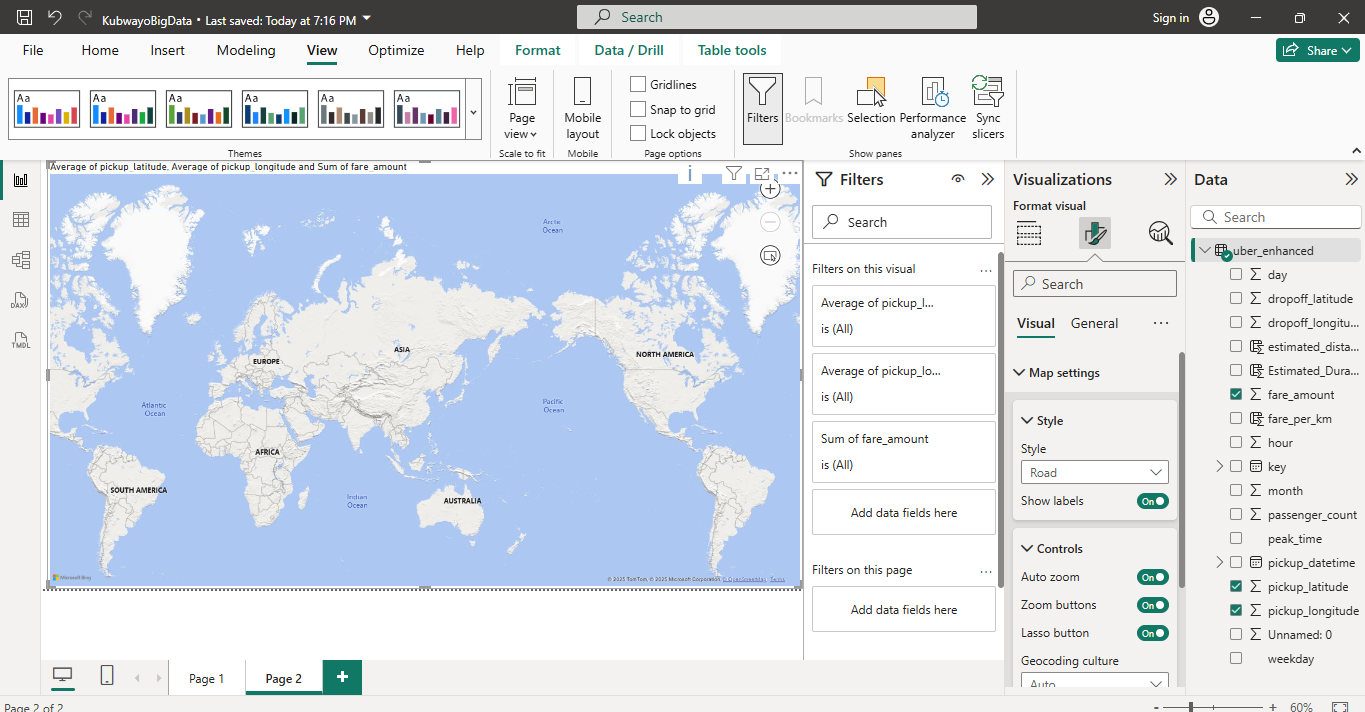 KubwayoBigData • Last saved: Today at 7:16 PM
Search
Sign in
File Home Insert Modeling View Optimize Help Format Data / Drill Table tools
Share
Aa Aa Aa Aa Aa Aa
Themes
Page view
Scale to fit
Mobile layout
Mobile
Gridlines
Snap to grid
Lock objects
Page options
Filters
Bookmarks
Selection
Performance analyzer
Sync slicers
Show panes
Average of pickup_latitude, Average of pickup_longitude and Sum of fare_amount
Arctic Ocean
EUROPE
ASIA
NORTH AMERICA
Atlantic Ocean
Pacific Ocean
AFRICA
SOUTH AMERICA
Indian Ocean
AUSTRALIA
Microsoft Bing
© 2025 TomTom, © 2025 Microsoft Corporation, © OpenStreetMap Terms
DAX
TMDL
Filters
Search
Filters on this visual ...
Average of pickup_l...
is (All)
Average of pickup_lo...
is (All)
Sum of fare_amount
is (All)
Add data fields here
Filters on this page ...
Add data fields here
Visualizations
Format visual
Search
Visual General ...
Map settings
Style
Style
Road
Show labels On
Controls
Auto zoom On
Zoom buttons On
Lasso button On
Geocoding culture
Auto
Data
Search
uber_enhanced
day
dropoff_latitude
dropoff_longitu...
estimated_dista...
Estimated_Dura...
fare_amount
fare_per_km
hour
key
month
passenger_count
peak_time
pickup_datetime
pickup_latitude
pickup_longitude
Unnamed: 0
weekday
Page 1 Page 2 +
Page 2 of 2
- + 60%